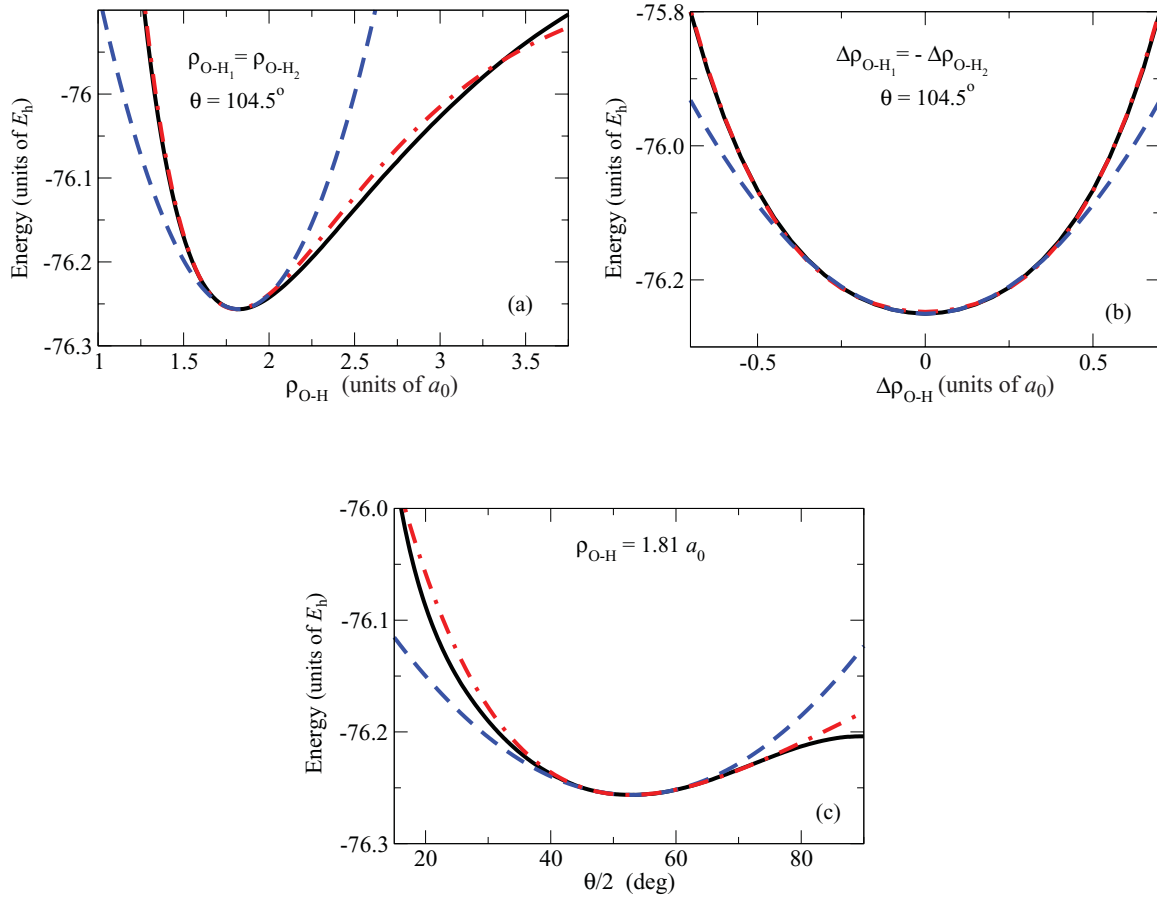 Energy (units of Eh)
-76
-76.1
-76.2
-76.3
ρO-H1 = ρO-H2
θ = 104.5o
(a)
1 1.5 2 2.5 3 3.5
ρO-H (units of a0)
Energy (units of Eh)
-75.8
-76.0
-76.2
ΔρO-H1 = - ΔρO-H2
θ = 104.5o
(b)
-0.5 0 0.5
ΔρO-H (units of a0)
Energy (units of Eh)
-76.0
-76.1
-76.2
-76.3
ρO-H = 1.81 a0
(c)
20 40 60 80
θ/2 (deg)